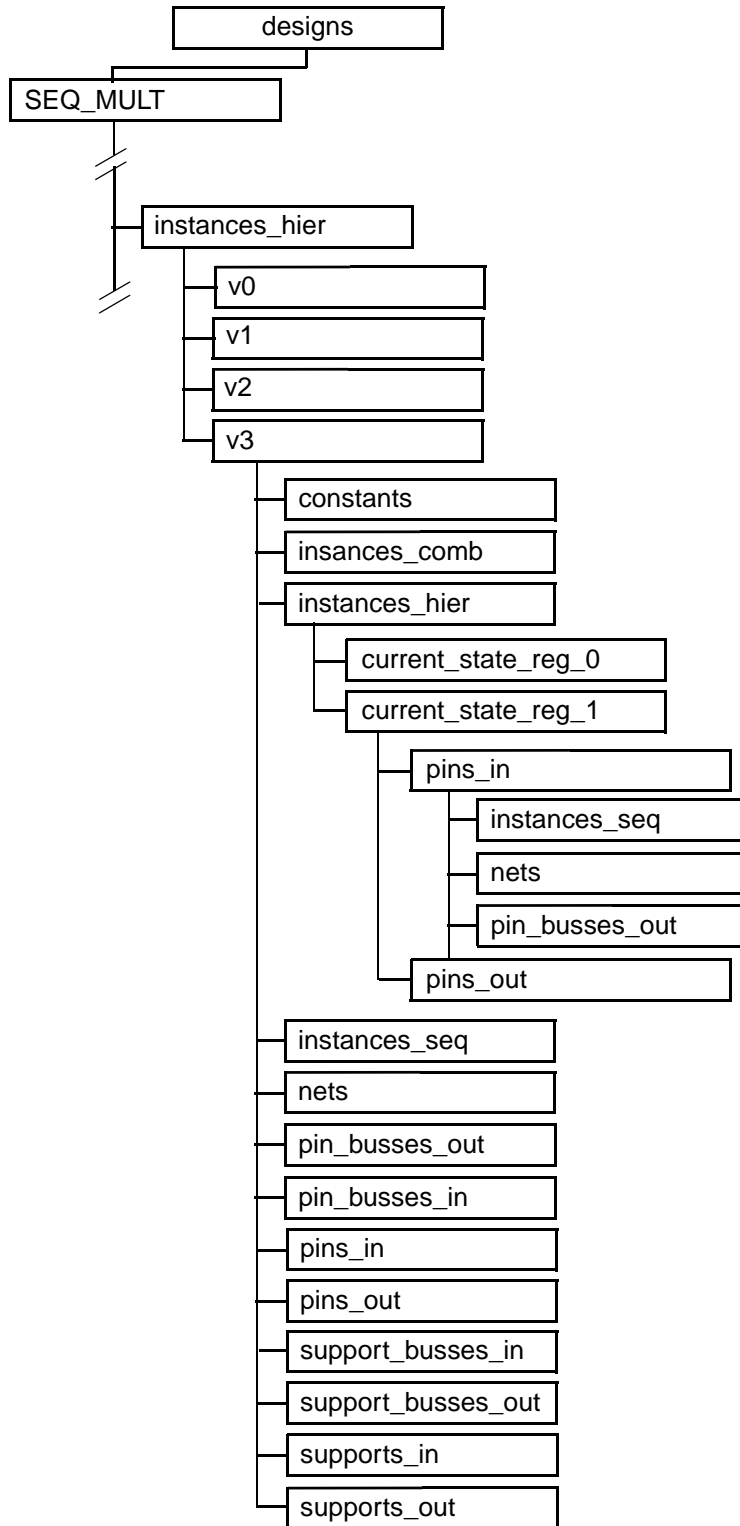 designs
SEQ_MULT
instances_hier
v0
v1
v2
v3
constants
insances_comb
instances_hier
current_state_reg_0
current_state_reg_1
pins_in
instances_seq
nets
pin_busses_out
pins_out
instances_seq
nets
pin_busses_out
pin_busses_in
pins_in
pins_out
support_busses_in
support_busses_out
supports_in
supports_out